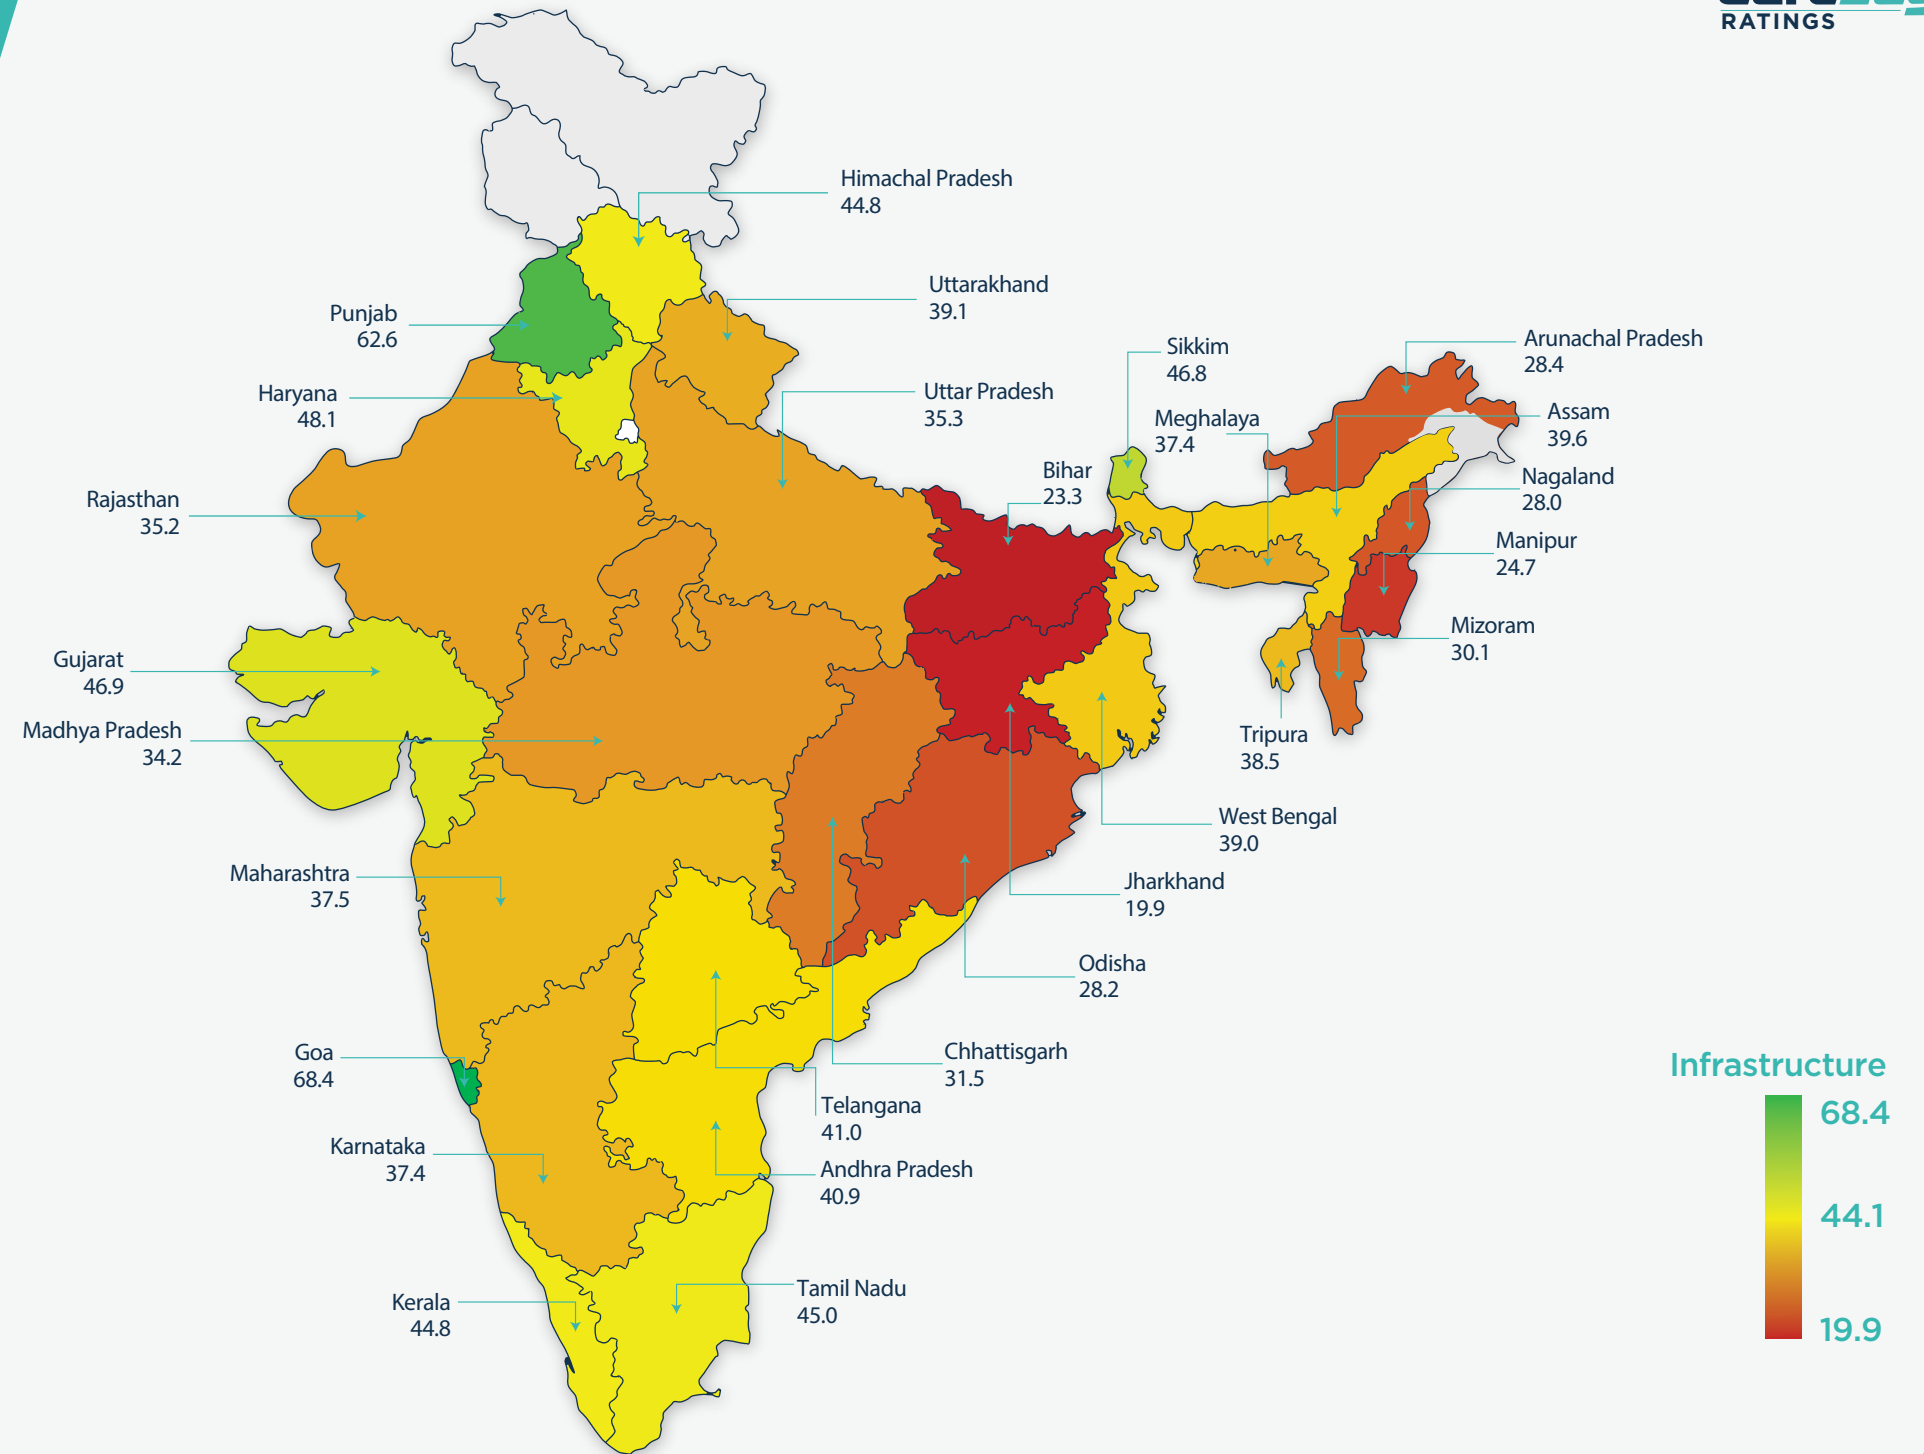 RATINGS
Himachal Pradesh
44.8
Uttarakhand
39.1
Punjab
62.6
Arunachal Pradesh
28.4
Sikkim
46.8
Haryana
48.1
Uttar Pradesh
35.3
Meghalaya
37.4
Assam
39.6
Bihar
23.3
Nagaland
28.0
Rajasthan
35.2
Manipur
24.7
Mizoram
30.1
Gujarat
46.9
Madhya Pradesh
34.2
Tripura
38.5
West Bengal
39.0
Maharashtra
37.5
Jharkhand
19.9
Odisha
28.2
Goa
68.4
Chhattisgarh
31.5
Infrastructure
68.4
44.1
19.9
Telangana
41.0
Karnataka
37.4
Andhra Pradesh
40.9
Tamil Nadu
45.0
Kerala
44.8